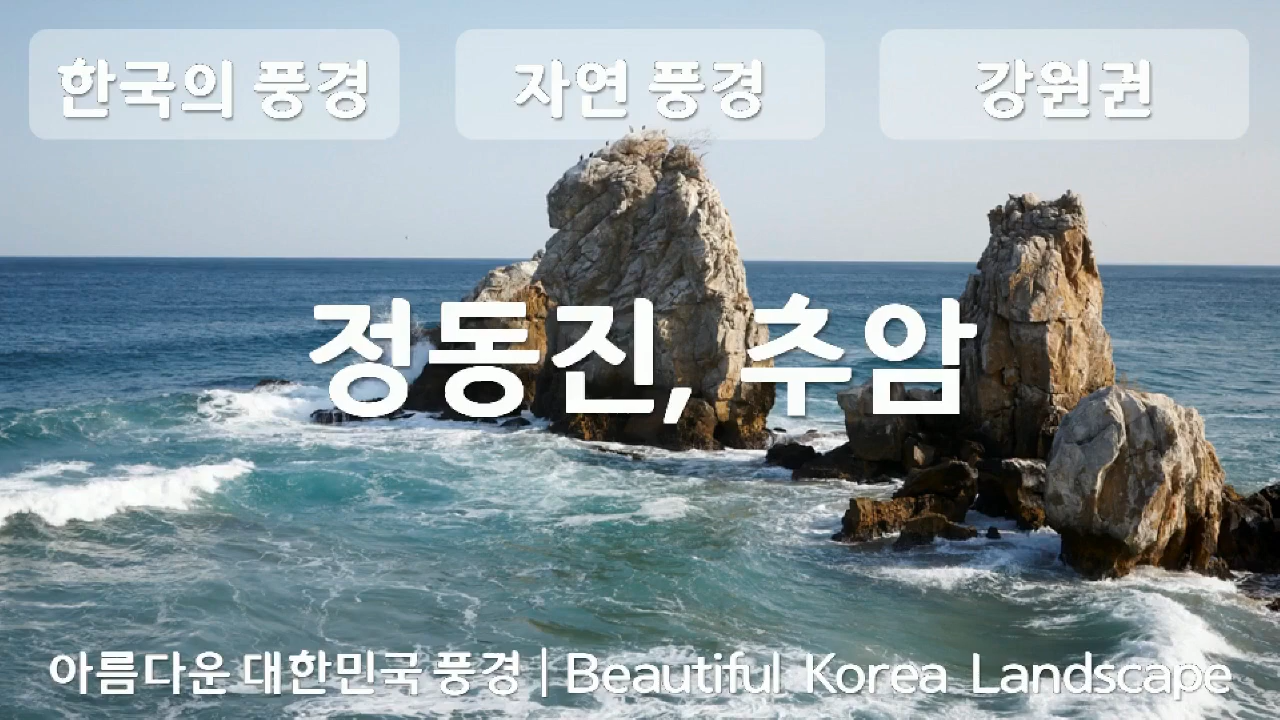 한국의 풍경 자연 풍경 강원권
정동진, 추암
아름다운 대한민국 풍경 | Beautiful Korea Landscape